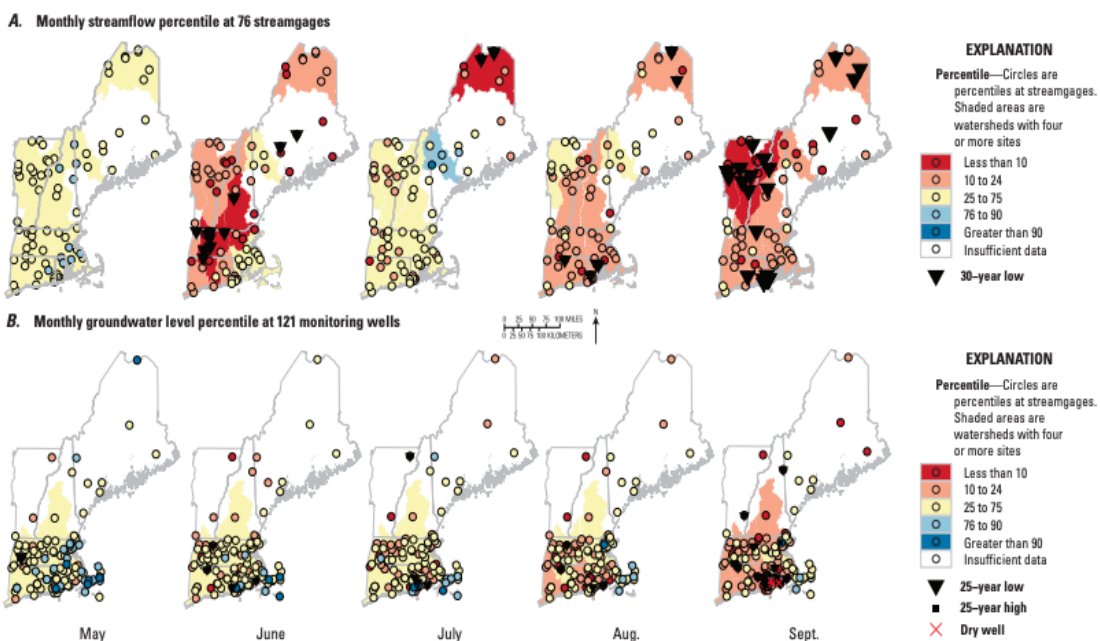 A. Monthly streamflow percentile at 76 streamgages
EXPLANATION
Percentile—Circles are
percentiles at streamgages.
Shaded areas are
watersheds with four
or more sites
Less than 10
10 to 24
25 to 75
76 to 90
Greater than 90
Insufficient data
30–year low
B. Monthly groundwater level percentile at 121 monitoring wells
0 25 50 75 100 MILES
0 25 50 75 100 KILOMETERS
N
EXPLANATION
Percentile—Circles are
percentiles at streamgages.
Shaded areas are
watersheds with four
or more sites
Less than 10
10 to 24
25 to 75
76 to 90
Greater than 90
Insufficient data
25–year low
25–year high
Dry well
May June July Aug. Sept.